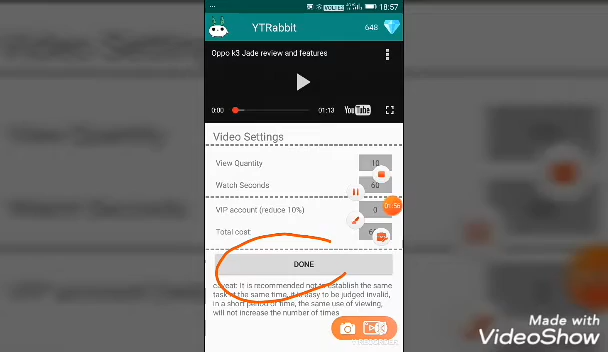 18:57
YTRabbit
648
Oppo k3 Jade review and features
0:00
01:13
YouTube
Video Settings
View Quantity
10
Watch Seconds
60
01:56
VIP account (reduce 10%)
0
Total cost
DONE
caveat: It is recommended not to establish the same
task at the same time, it is easy to be judged invalid,
in a short period of time, the same use of viewing,
will not increase the number of times
RECORDER
Made with
VideoShow